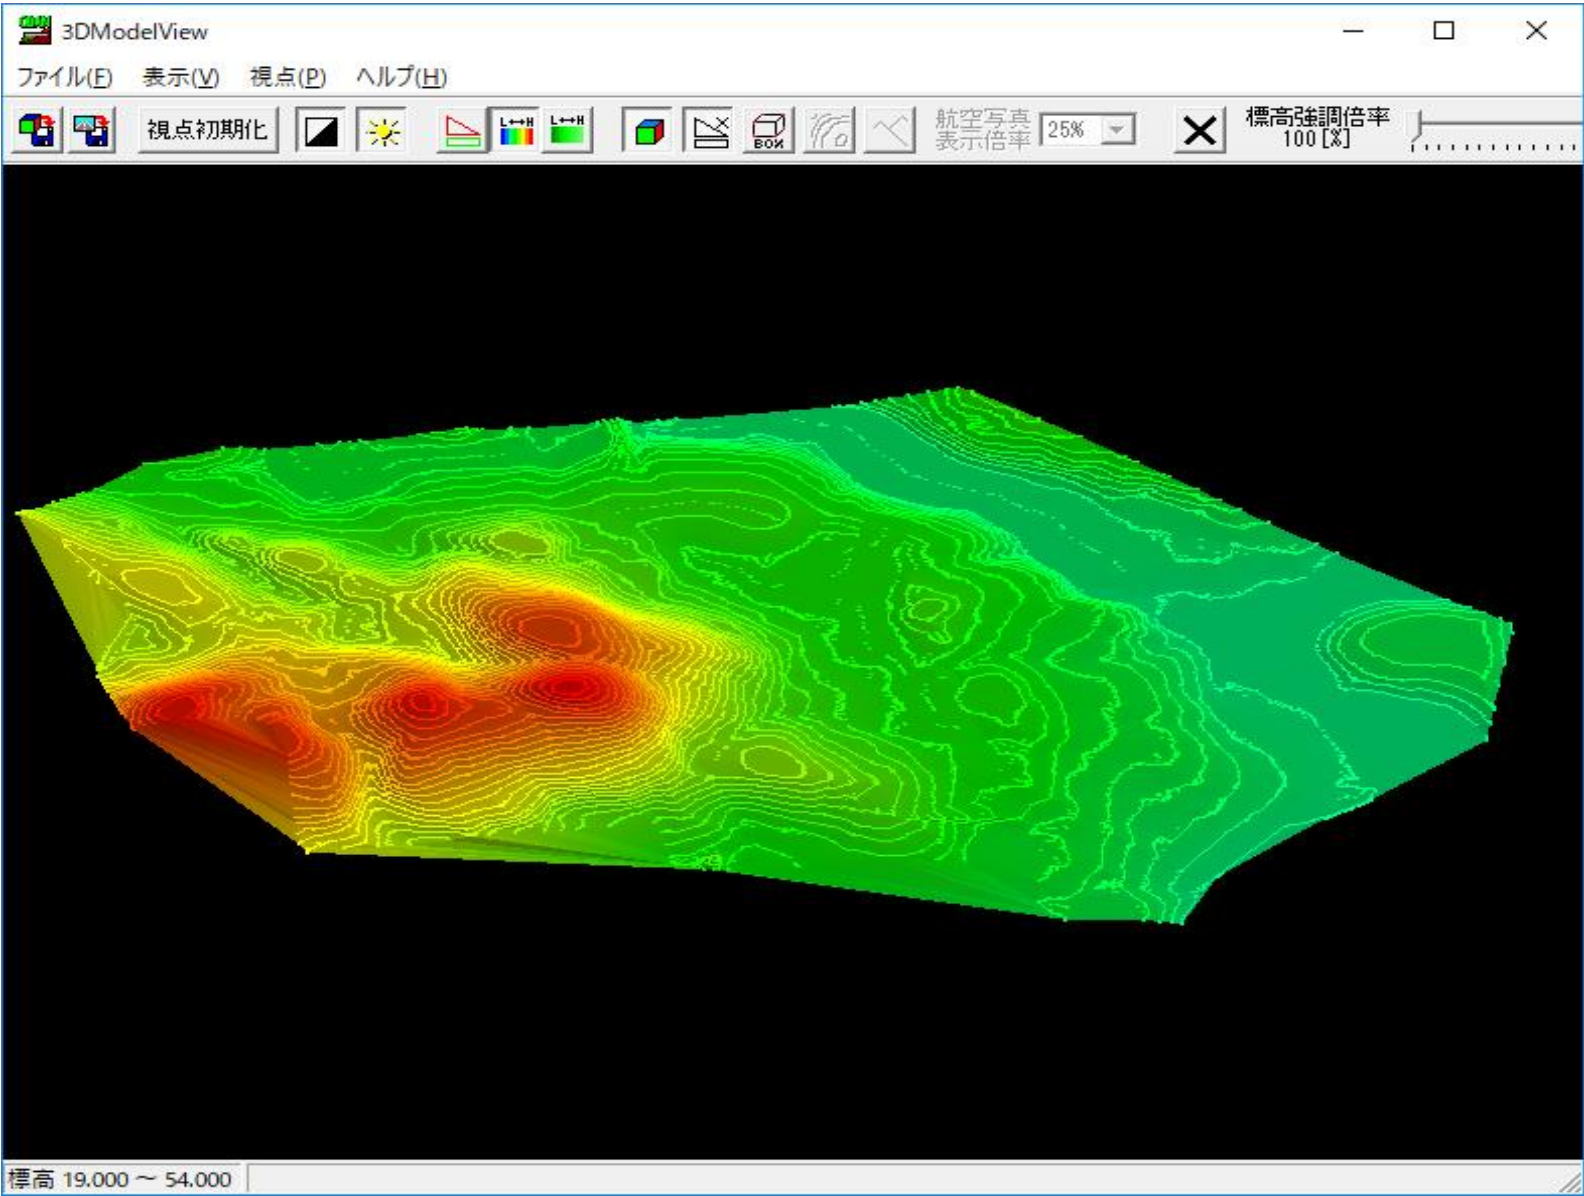 3DModelView
ファイル(F) 表示(V) 視点(P) ヘルプ(H)
視点初期化
L↔H
L↔H
BOX
航空写真
表示倍率
25%
標高強調倍率
100[%]
標高 19.000 ～ 54.000